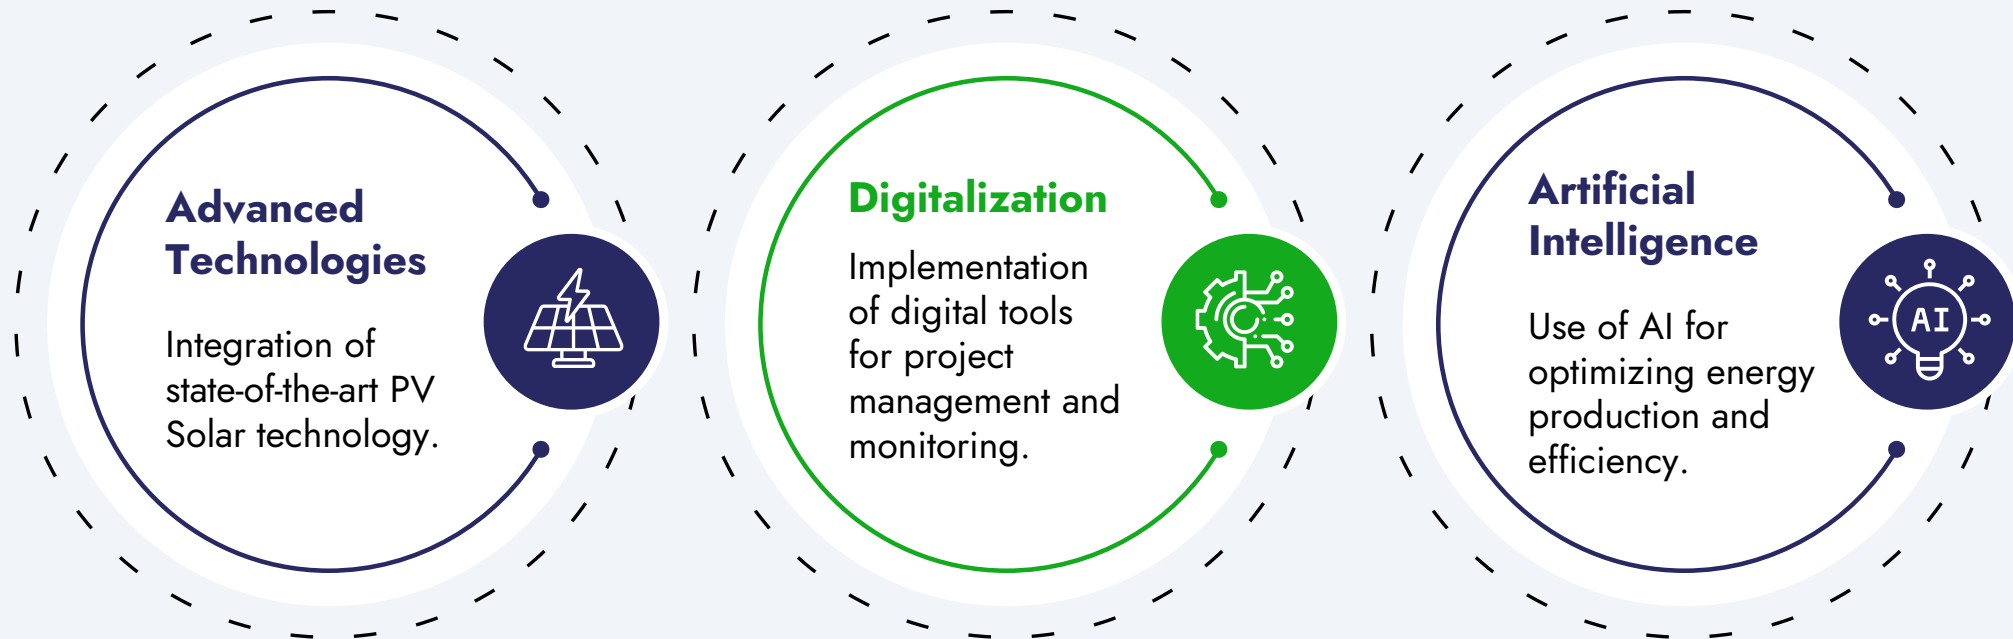 Advanced
Technologies
Integration of
state-of-the-art PV
Solar technology.
Digitalization
Implementation
of digital tools
for project
management and
monitoring.
Artificial
Intelligence
Use of AI for
optimizing energy
production and
efficiency.
AI